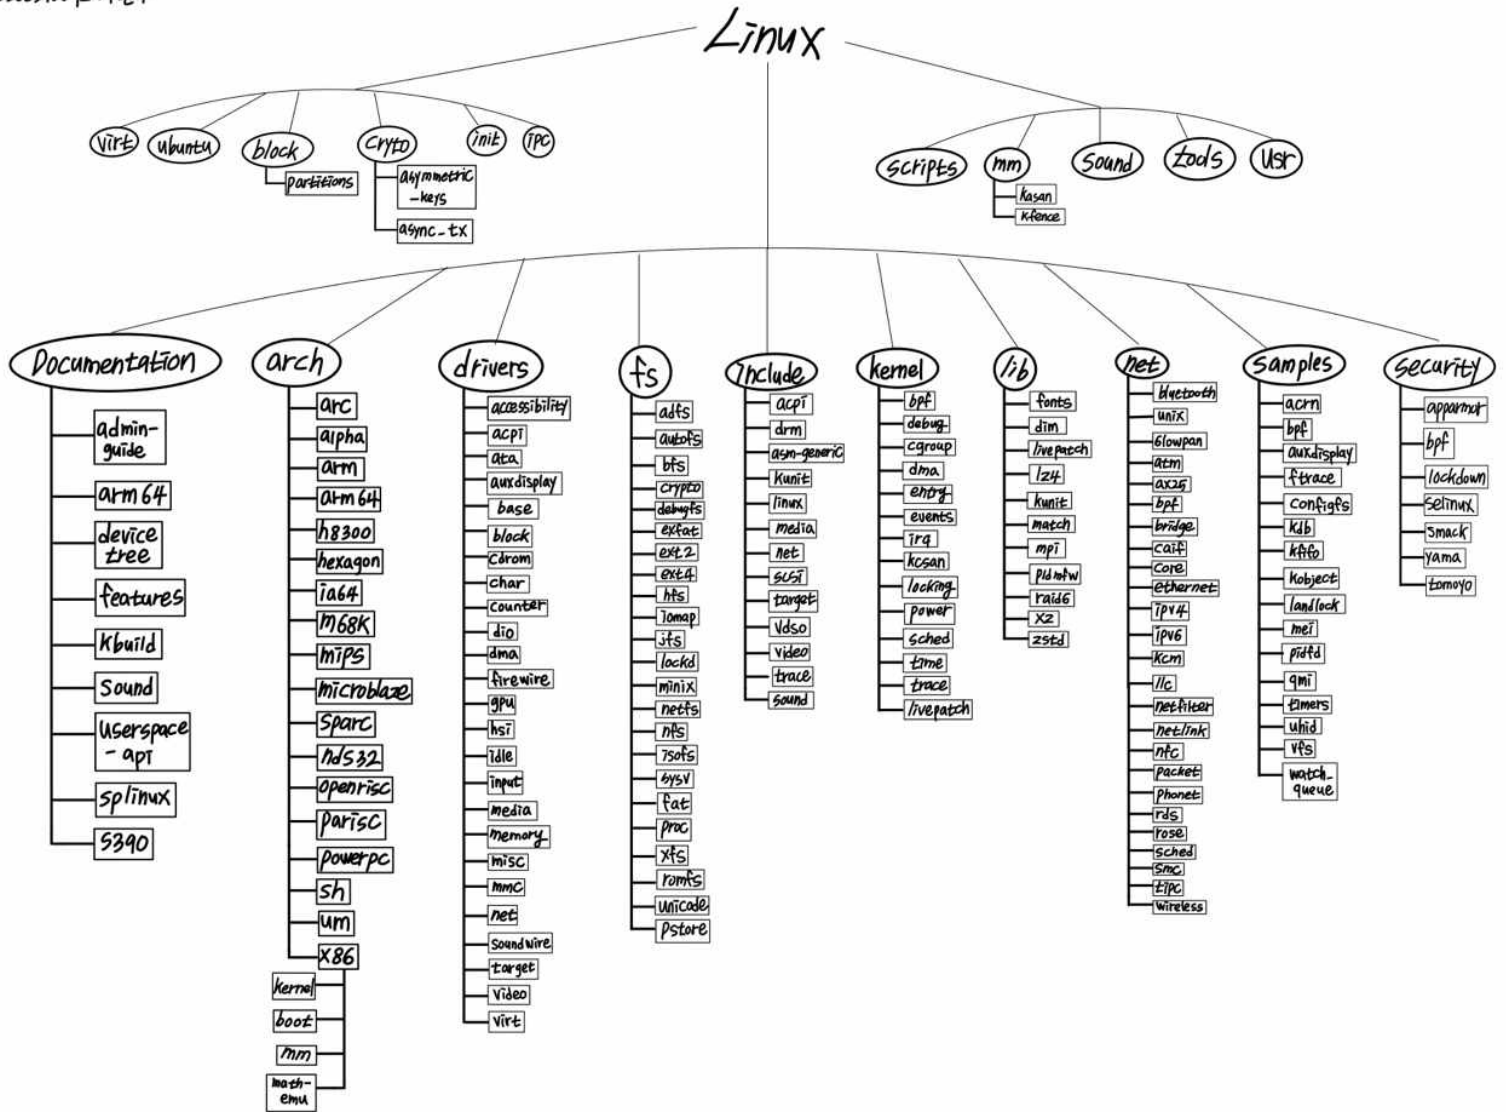 Linux
virt
ubuntu
block
partitions
cryto
asymmetric
-keys
async_tx
init
ipc
scripts
mm
kasan
kfence
Sound
tools
usr
Documentation
admin-
guide
arm64
device
tree
features
Kbuild
Sound
userspace
-api
splinux
S390
arch
arc
alpha
arm
arm64
h8300
hexagon
ia64
m68k
mips
microblaze
sparc
nds32
openrisc
parisc
powerpc
sh
um
x86
kernel
boot
mm
math-
emu
drivers
accessibility
acpi
ata
auxdisplay
base
block
cdrom
char
counter
dio
dma
firewire
gpu
hsi
idle
input
media
memory
misc
mmc
net
soundwire
target
video
virt
fs
adfs
autofs
bfs
crypto
debugfs
exfat
ext2
ext4
hfs
iomap
jfs
lockd
minix
netfs
nfs
isofs
sysv
fat
proc
xfs
romfs
unicode
pstore
include
acpi
drm
asm-generic
kunit
linux
media
net
scsi
target
vdso
video
trace
sound
kernel
bpf
debug
cgroup
dma
entry
events
irq
kcsan
locking
power
sched
time
trace
livepatch
lib
fonts
dim
livepatch
lz4
kunit
match
mpi
pldmfw
raid6
xz
zstd
net
bluetooth
unix
6lowpan
atm
ax25
bpf
bridge
caif
core
ethernet
ipv4
ipv6
kcm
llc
netfilter
netlink
nfc
packet
phonet
rds
rose
sched
smc
tipc
wireless
samples
acrn
bpf
auxdisplay
ftrace
configfs
kdb
kfifo
kobject
landlock
mei
pidfd
qmi
timers
uhid
vfs
watch_
queue
security
apparmor
bpf
lockdown
selinux
smack
yama
tomoyo